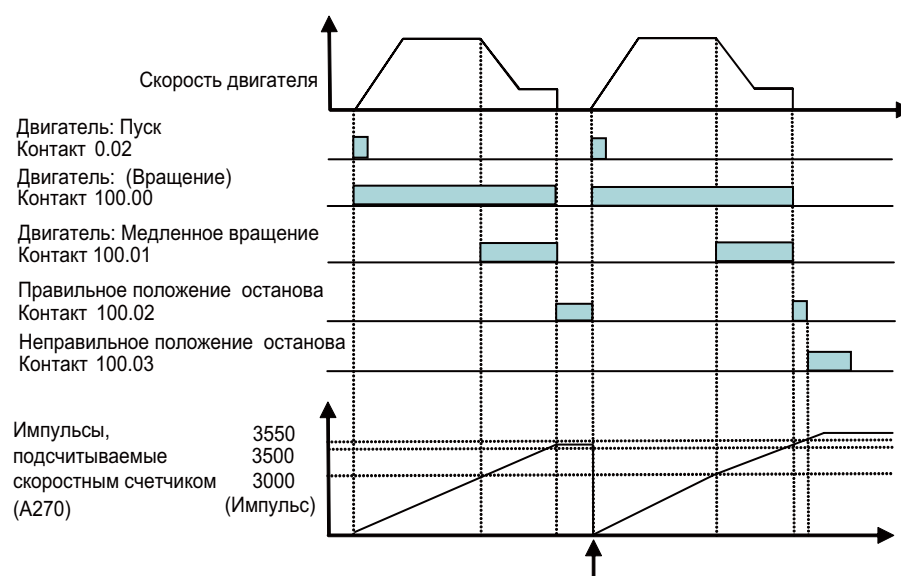 Скорость двигателя
Двигатель: Пуск
Контакт 0.02
Двигатель: (Вращение)
Контакт 100.00
Двигатель: Медленное вращение
Контакт 100.01
Правильное положение останова
Контакт 100.02
Неправильное положение останова
Контакт 100.03
Импульсы, 3550
подсчитываемые 3500
скоростным счетчиком 3000
(A270) (Импульс)